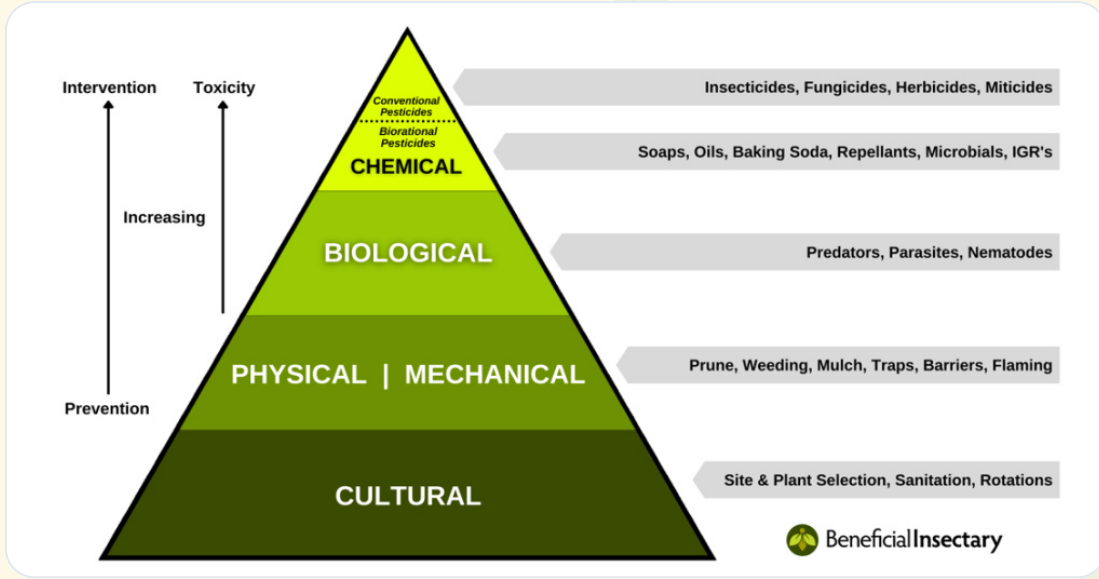 Intervention
Toxicity
Increasing
Prevention
Conventional
Pesticides
Biorational
Pesticides
CHEMICAL
BIOLOGICAL
PHYSICAL | MECHANICAL
CULTURAL
Insecticides, Fungicides, Herbicides, Miticides
Soaps, Oils, Baking Soda, Repellants, Microbials, IGR's
Predators, Parasites, Nematodes
Prune, Weeding, Mulch, Traps, Barriers, Flaming
Site & Plant Selection, Sanitation, Rotations
BeneficialInsectary